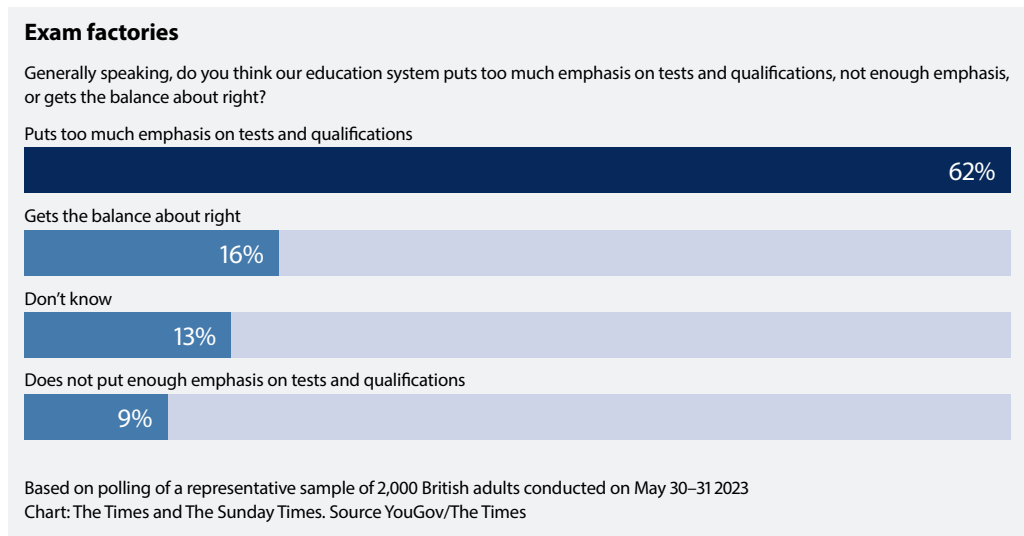 Exam factories
Generally speaking, do you think our education system puts too much emphasis on tests and qualifications, not enough emphasis,
or gets the balance about right?
Puts too much emphasis on tests and qualifications
62%
Gets the balance about right
16%
Don’t know
13%
Does not put enough emphasis on tests and qualifications
9%
Based on polling of a representative sample of 2,000 British adults conducted on May 30–31 2023
Chart: The Times and The Sunday Times. Source YouGov/The Times